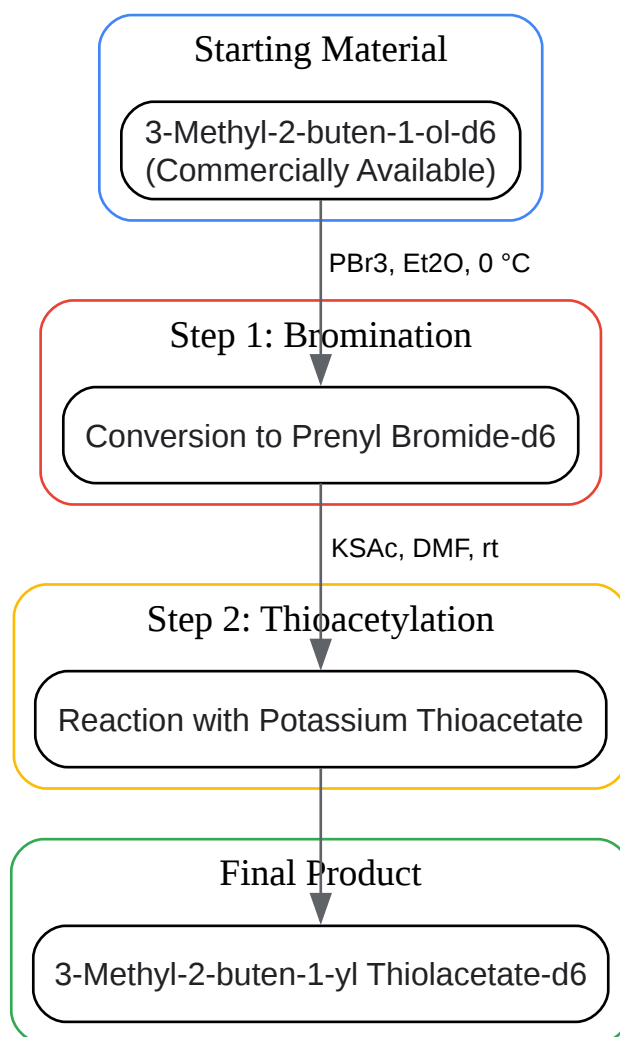 Starting Material
3-Methyl-2-buten-1-ol-d6
(Commercially Available)
PBr3, Et2O, 0 °C
Step 1: Bromination
Conversion to Prenyl Bromide-d6
KSAc, DMF, rt
Step 2: Thioacetylation
Reaction with Potassium Thioacetate
Final Product
3-Methyl-2-buten-1-yl Thiolacetate-d6